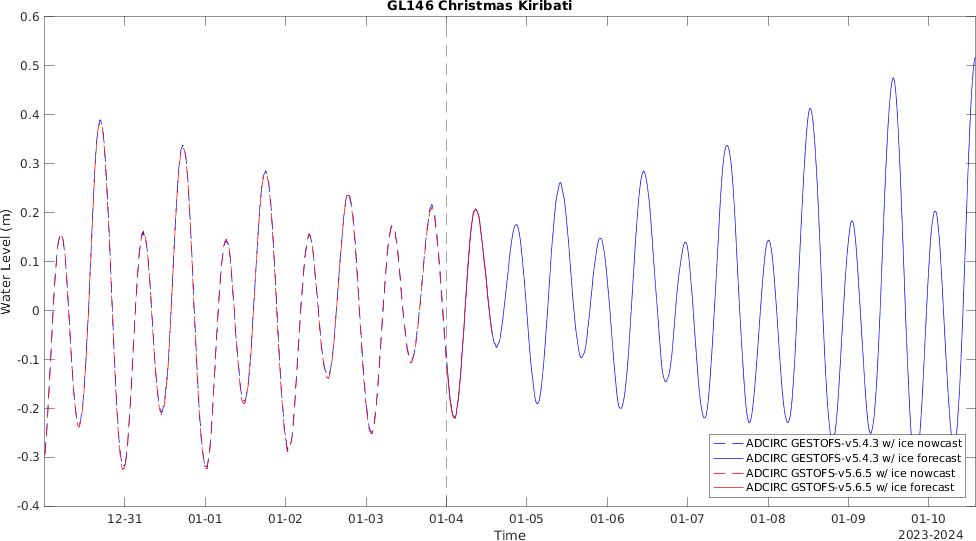 GL146 Christmas Kiribati
0.6
0.5
0.4
0.3
0.2
0.1
0
-0.1
-0.2
-0.3
-0.4
Water Level (m)
ADCIRC GESTOFS-v5.4.3 w/ ice nowcast
ADCIRC GESTOFS-v5.4.3 w/ ice forecast
ADCIRC GSTOFS-v5.6.5 w/ ice nowcast
ADCIRC GSTOFS-v5.6.5 w/ ice forecast
12-31 01-01 01-02 01-03 01-04 01-05 01-06 01-07 01-08 01-09 01-10
Time
2023-2024